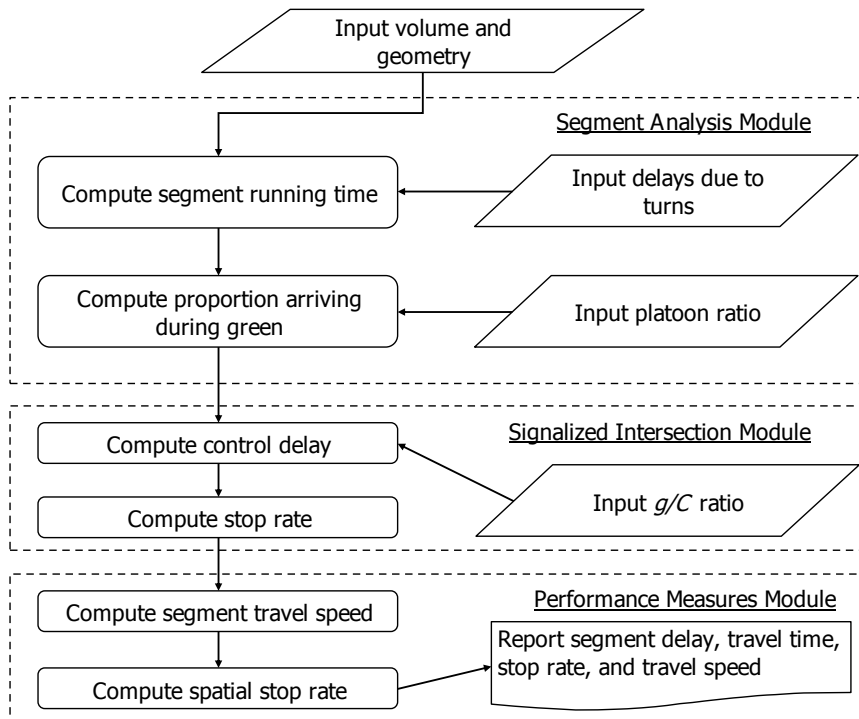 Input volume and
geometry
Segment Analysis Module
Compute segment running time
Input delays due to
turns
Compute proportion arriving
during green
Input platoon ratio
Signalized Intersection Module
Compute control delay
Input g/C ratio
Compute stop rate
Performance Measures Module
Compute segment travel speed
Report segment delay, travel time,
stop rate, and travel speed
Compute spatial stop rate